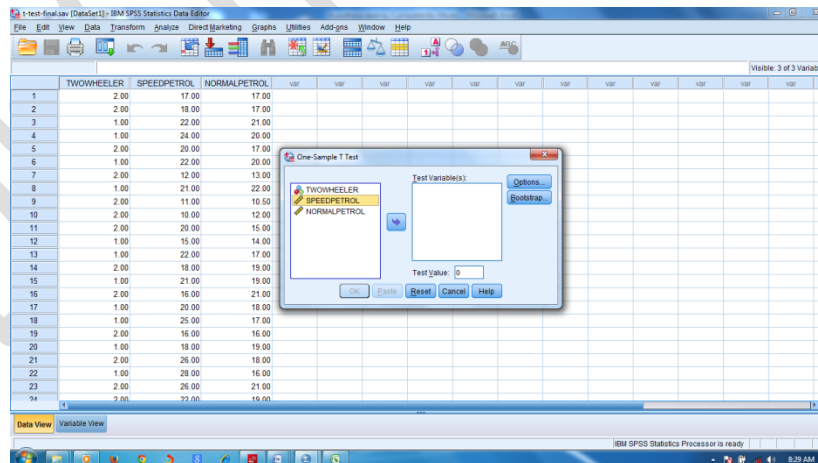 t-test-final.sav [DataSet1] - IBM SPSS Statistics Data Editor
File Edit View Data Transform Analyze Direct Marketing Graphs Utilities Add-ons Window Help
Visible: 3 of 3 Variab
TWOWHEELER SPEEDPETROL NORMALPETROL var var var var var var var var var var
1 2.00 17.00 17.00
2 2.00 18.00 17.00
3 1.00 22.00 21.00
4 1.00 24.00 20.00
5 2.00 20.00 17.00
6 1.00 22.00 20.00
7 2.00 12.00 13.00
8 1.00 21.00 22.00
9 2.00 11.00 10.50
10 2.00 10.00 12.00
11 2.00 20.00 15.00
12 1.00 15.00 14.00
13 1.00 22.00 17.00
14 2.00 18.00 19.00
15 1.00 21.00 19.00
16 2.00 16.00 21.00
17 1.00 20.00 18.00
18 1.00 25.00 17.00
19 2.00 16.00 16.00
20 1.00 18.00 19.00
21 2.00 26.00 18.00
22 1.00 28.00 16.00
23 2.00 26.00 21.00
24 2.00 22.00 19.00
One-Sample T Test
Test Variable(s):
TWOWHEELER
SPEEDPETROL
NORMALPETROL
Options...
Bootstrap...
Test Value: 0
OK Paste Reset Cancel Help
Data View Variable View
IBM SPSS Statistics Processor is ready
8:29 AM